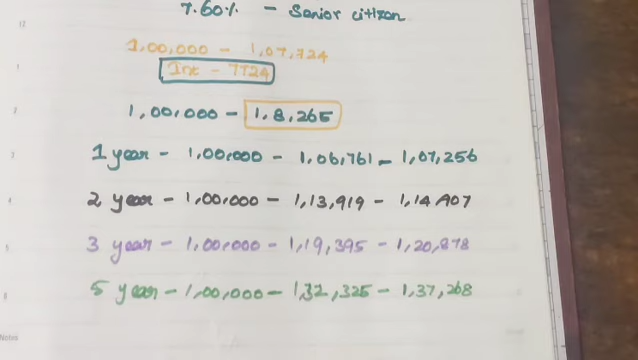 7.60% - Senior citizen
1,00,000 - 1,07,724
Int - 7724
1,00,000 - 1,8,265
1 year - 1,00,000 - 1,06,761 - 1,07,256
2 year - 1,00,000 - 1,13,919 - 1,14,907
3 year - 1,00,000 - 1,19,395 - 1,20,878
5 year - 1,00,000 - 1,32,325 - 1,37,268
Notes